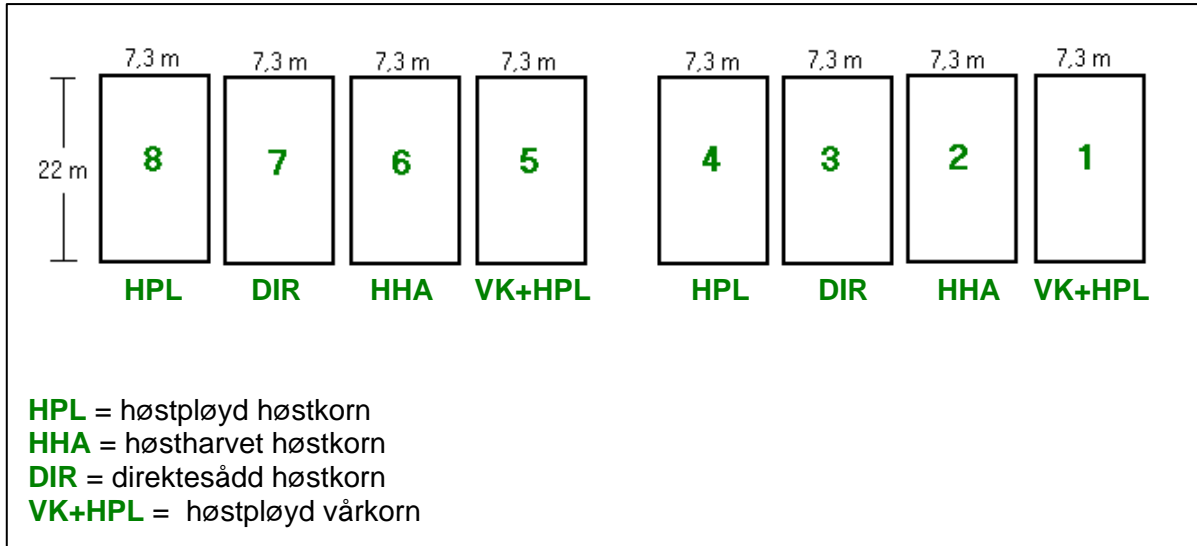 7,3 m 7,3 m 7,3 m 7,3 m 7,3 m 7,3 m 7,3 m 7,3 m
22 m 8 7 6 5 4 3 2 1
HPL DIR HHA VK+HPL HPL DIR HHA VK+HPL
HPL = høstpløyd høstkorn
HHA = høstharvet høstkorn
DIR = direktesådd høstkorn
VK+HPL = høstpløyd vårkorn